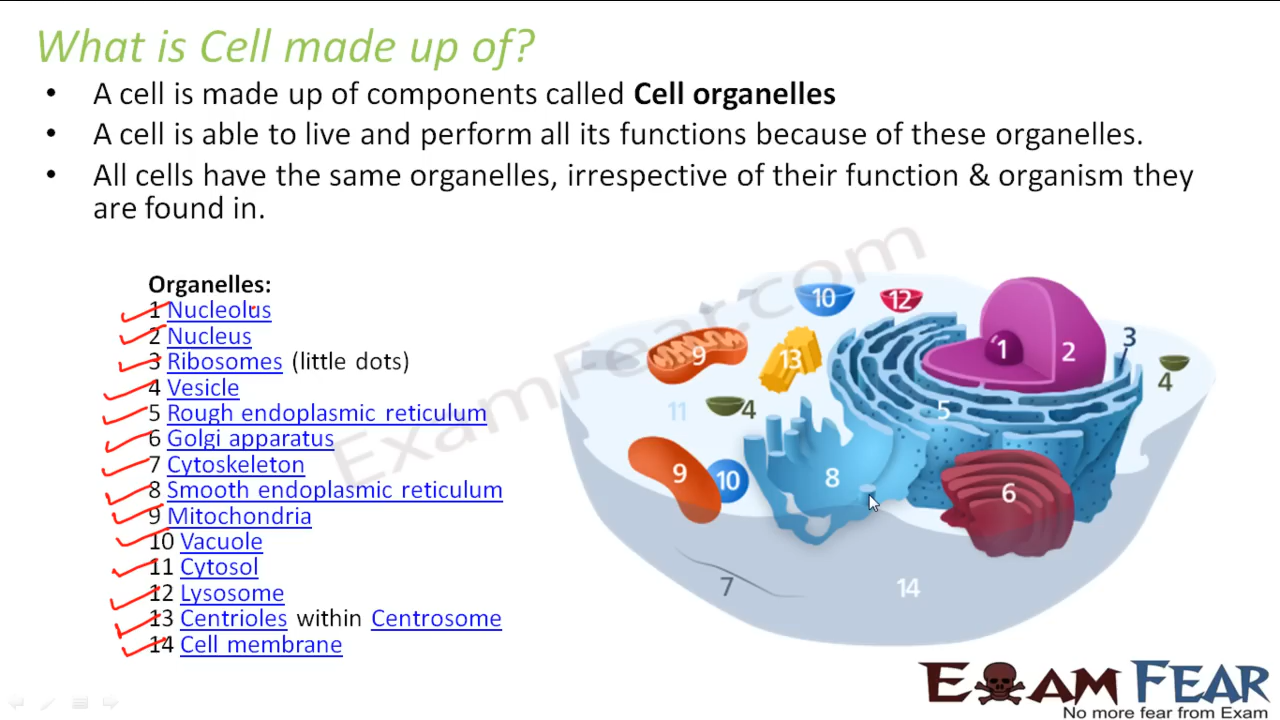 What is Cell made up of?
• A cell is made up of components called Cell organelles
• A cell is able to live and perform all its functions because of these organelles.
• All cells have the same organelles, irrespective of their function & organism they
are found in.
Organelles:
1 Nucleolus
2 Nucleus
3 Ribosomes (little dots)
4 Vesicle
5 Rough endoplasmic reticulum
6 Golgi apparatus
7 Cytoskeleton
8 Smooth endoplasmic reticulum
9 Mitochondria
10 Vacuole
11 Cytosol
12 Lysosome
13 Centrioles within Centrosome
14 Cell membrane
ExamFear.com
10 12
9 13 1 2 3
4
11 4 5
9 10 8 6
7 14
EXAM FEAR
No more fear from Exam